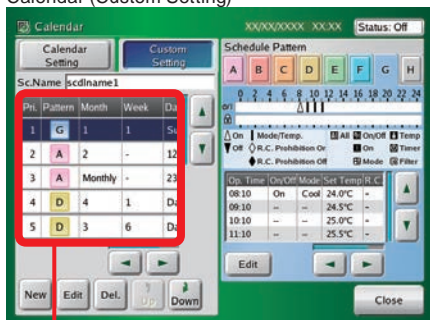 Calendar (Custom Setting)
Calendar
XX/XX/XXXX XX:XX
Status: Off
Calendar Setting
Custom Setting
Sc.Name scdlname1
Pri. Pattern Month Week Da
1 G 1 1 Su
2 A 2 - 12
3 A Monthly - 23
4 D 4 1 Da
5 D 3 6 Da
New Edit Del. Up Down
Schedule Pattern
A B C D E F G H
0 2 4 6 8 10 12 14 16 18 20 22 24
On Mode/Temp. All On/Off Temp
Off R.C. Prohibition Or On Timer
R.C. Prohibition Mode Filter
Op. Time On/Off Mode Set Temp R.C.
08:10 On Cool 24.0°C -
09:10 -- -- 24.5°C -
10:10 -- -- 25.0°C -
11:10 -- -- 25.5°C -
Edit
Close